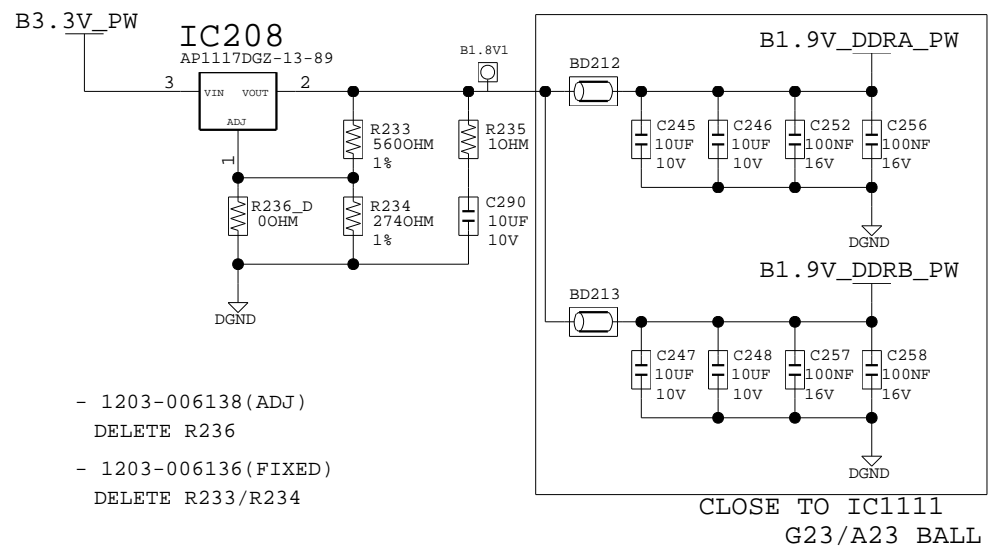 B3.3V_PW
IC208
AP1117DGZ-13-89
3
VIN
VOUT
2
ADJ
1
B1.8V1
R233
560OHM
1%
R235
1OHM
R236_D
0OHM
R234
274OHM
1%
C290
10UF
10V
DGND
BD212
B1.9V_DDRA_PW
C245
10UF
10V
C246
10UF
10V
C252
100NF
16V
C256
100NF
16V
DGND
B1.9V_DDRB_PW
BD213
C247
10UF
10V
C248
10UF
10V
C257
100NF
16V
C258
100NF
16V
DGND
- 1203-006138(ADJ)
DELETE R236
- 1203-006136(FIXED)
DELETE R233/R234
CLOSE TO IC1111
G23/A23 BALL